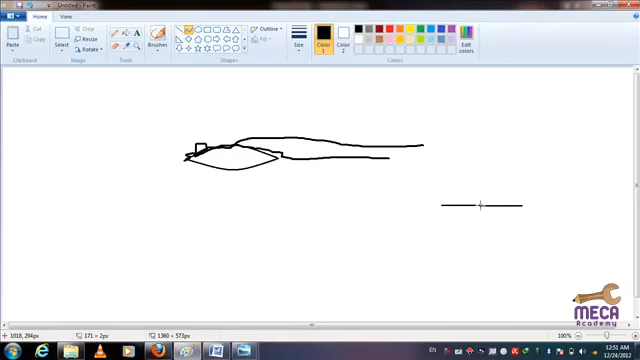 Untitled - Paint
Home
View
Paste
Cut
Copy
Clipboard
Select
Crop
Resize
Rotate
Image
Tools
Brushes
Outline
Fill
Shapes
Size
Color 1
Color 2
Colors
Edit colors
MECA
Academy
1018, 294px
171 × 2px
1360 × 573px
100%
EN
12:51 AM
12/24/2012